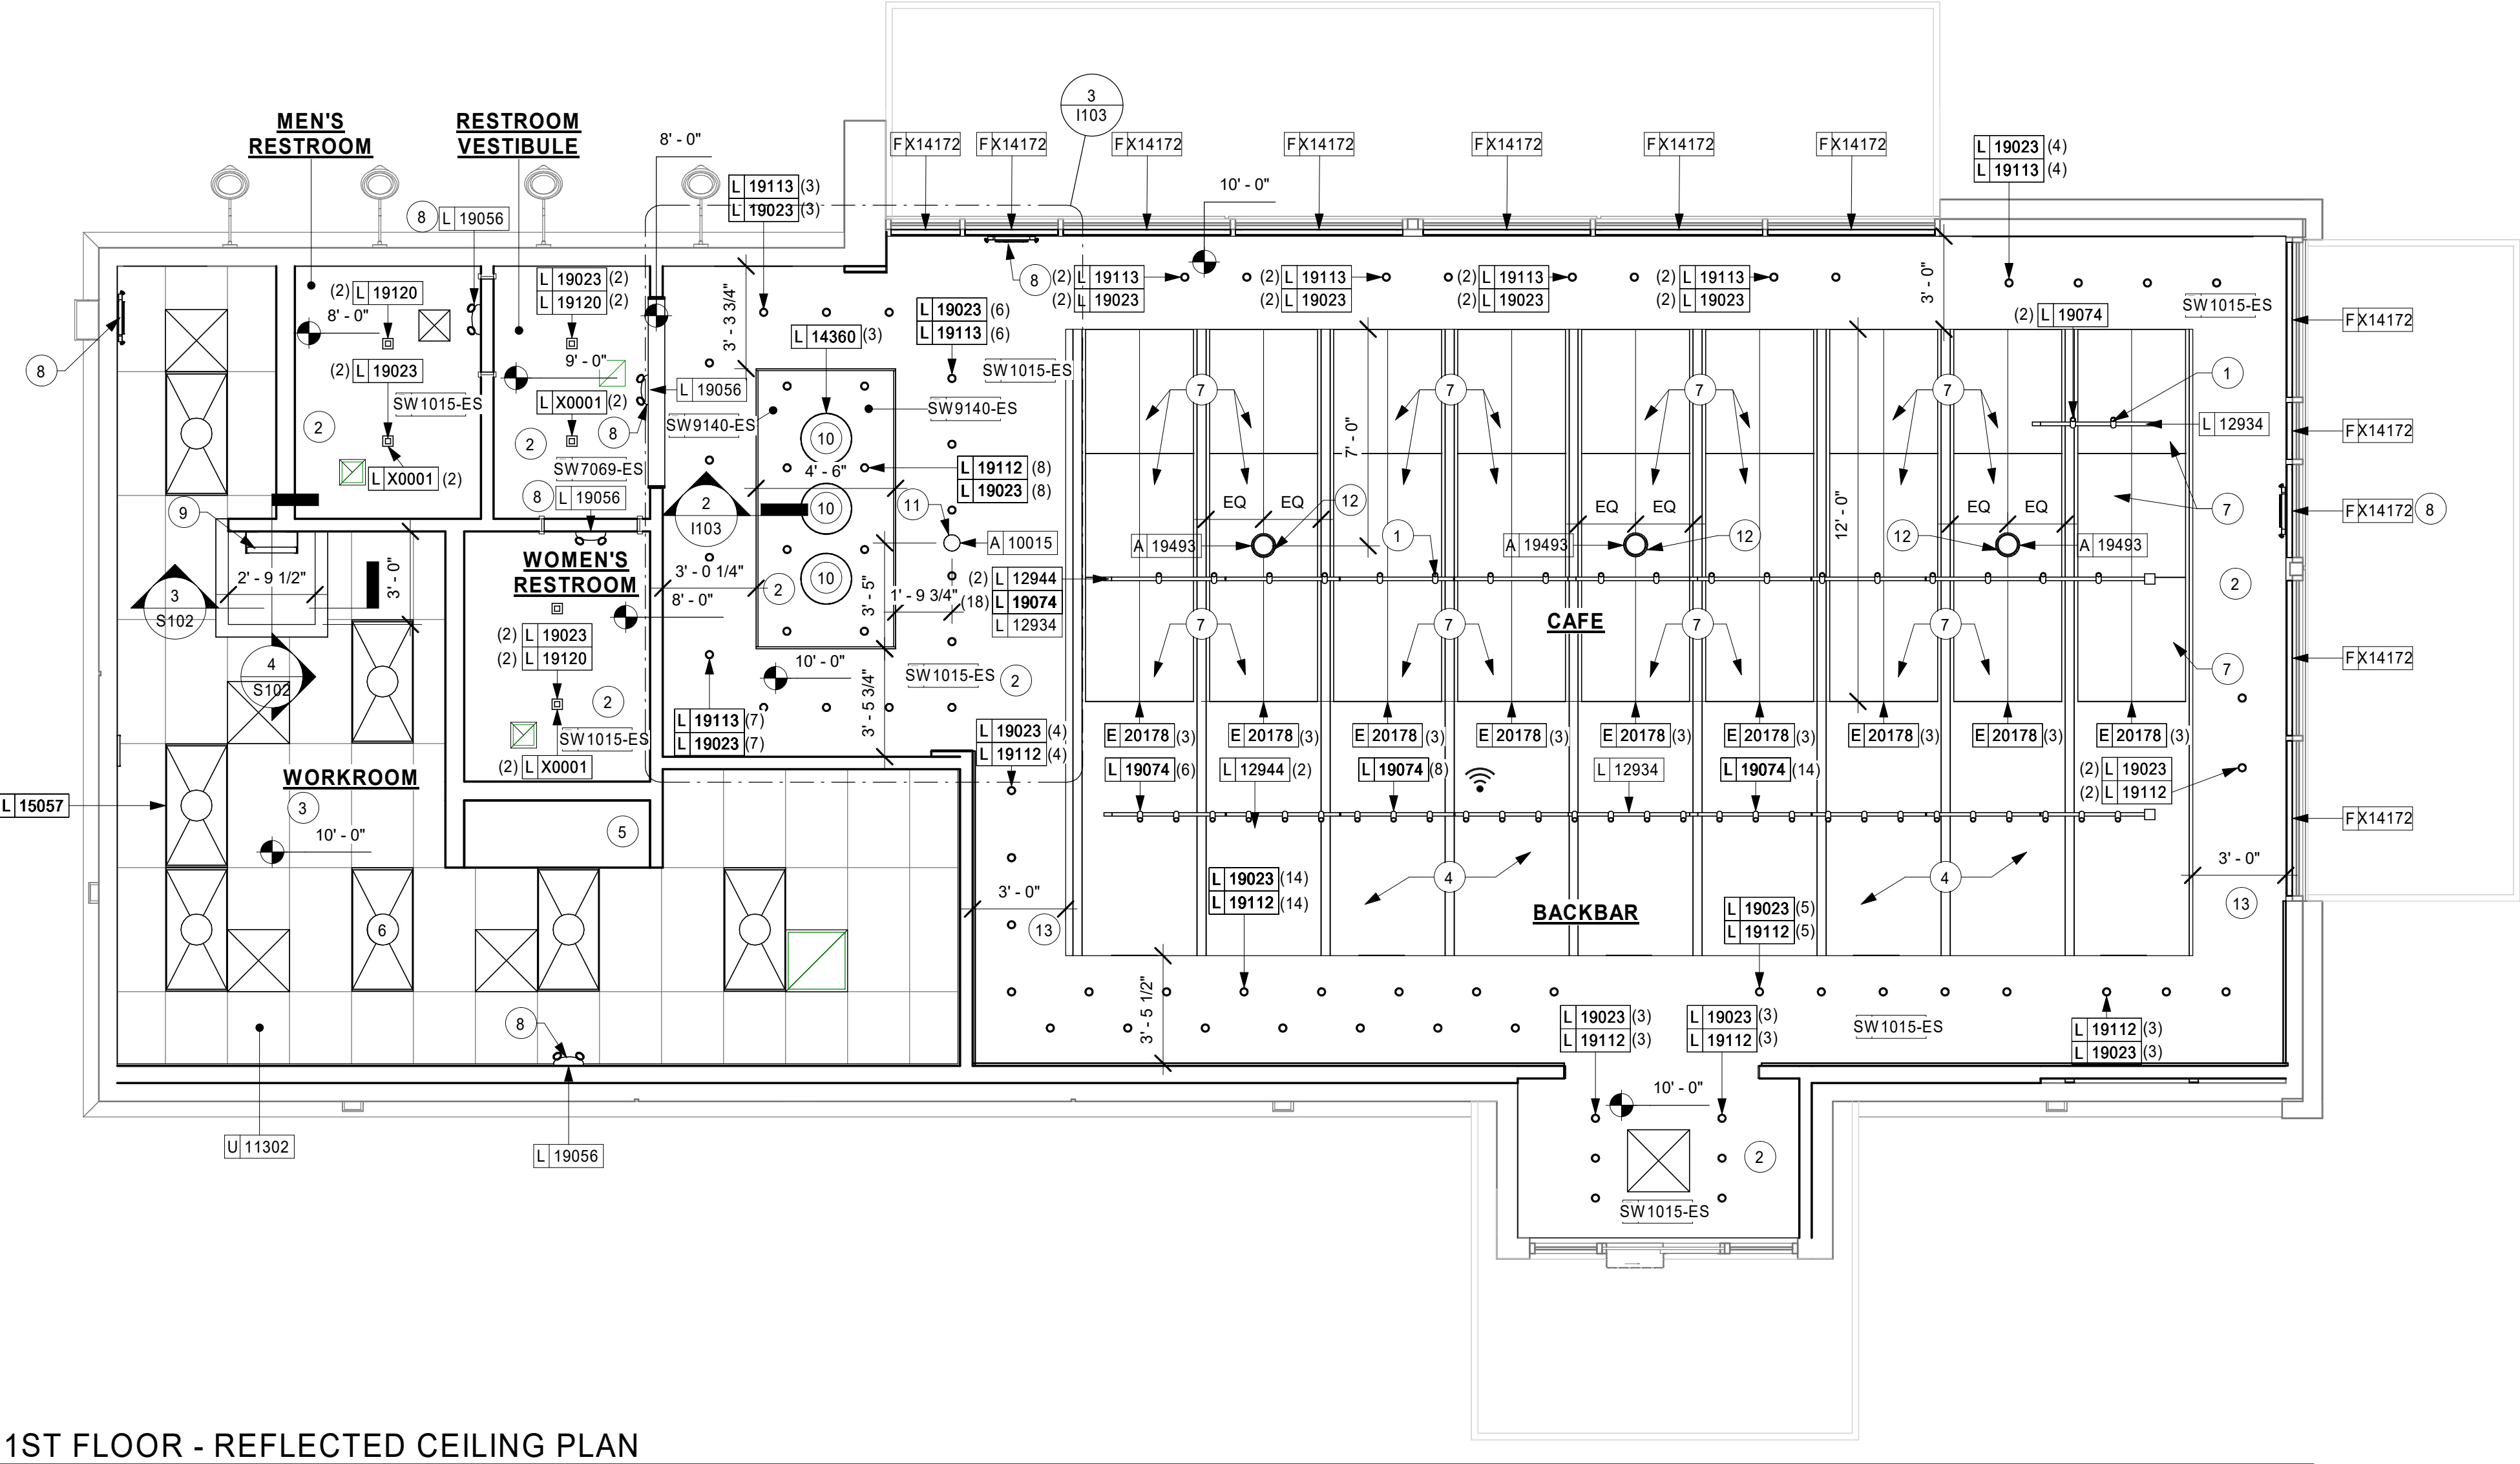 3
I103
MEN'S
RESTROOM
RESTROOM
VESTIBULE
8' - 0"
F X14172
F X14172
F X14172
F X14172
F X14172
F X14172
F X14172
L 19023 (4)
L 19113 (4)
L 19113 (3)
L 19023 (3)
10' - 0"
8
L 19056
(2) L 19120
8' - 0"
L 19023 (2)
L 19120 (2)
3' - 3 3/4"
8
(2) L 19113
(2) L 19023
(2) L 19113
(2) L 19023
(2) L 19113
(2) L 19023
(2) L 19113
(2) L 19023
3' - 0"
SW1015-ES
F X14172
L 19023 (6)
L 19113 (6)
L 14360 (3)
(2) L 19074
8
(2) L 19023
9' - 0"
L 19056
SW1015-ES
1
SW1015-ES
L X0001 (2)
SW9140-ES
SW9140-ES
7
7
7
7
2
2
8
10
7' - 0"
L 12934
F X14172
L X0001 (2)
SW7069-ES
4' - 6"
L 19112 (8)
L 19023 (8)
8
L 19056
9
2
I103
10
11
EQ EQ
12
EQ EQ
EQ EQ
12' - 0"
7
F X14172
8
A 10015
A 19493
1
A 19493
12
12
A 19493
WOMEN'S
RESTROOM
2' - 9 1/2"
3' - 0"
3' - 0 1/4"
2
10
3' - 5"
(2) L 12944
(18) L 19074
L 12934
2
3
S102
8' - 0"
1' - 9 3/4"
CAFE
7
7
7
7
(2) L 19023
(2) L 19120
4
S102
10' - 0"
SW1015-ES
2
7
F X14172
2
L 19113 (7)
L 19023 (7)
3' - 5 3/4"
SW1015-ES
L 19023 (4)
L 19112 (4)
E 20178 (3)
E 20178 (3)
E 20178 (3)
E 20178 (3)
E 20178 (3)
E 20178 (3)
E 20178 (3)
E 20178 (3)
E 20178 (3)
(2) L X0001
WORKROOM
L 19074 (6)
L 12944 (2)
L 19074 (8)
L 12934
L 19074 (14)
(2) L 19023
(2) L 19112
L 15057
3
F X14172
10' - 0"
5
3' - 0"
L 19023 (14)
L 19112 (14)
4
4
3' - 0"
6
13
BACKBAR
L 19023 (5)
L 19112 (5)
13
8
3' - 5 1/2"
L 19023 (3)
L 19112 (3)
L 19023 (3)
L 19112 (3)
SW1015-ES
L 19112 (3)
L 19023 (3)
10' - 0"
U 11302
L 19056
2
SW1015-ES
1ST FLOOR - REFLECTED CEILING PLAN